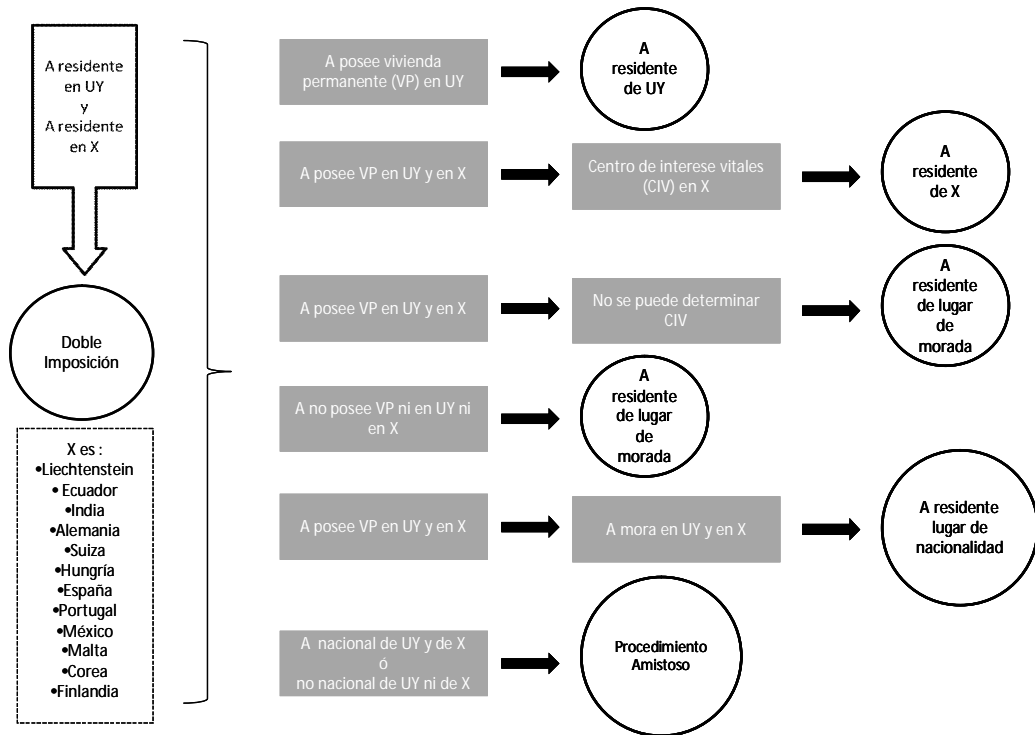 A residente
en UY
y
A residente
en X
Doble
Imposición
X es :
•Liechtenstein
• Ecuador
•India
•Alemania
•Suiza
•Hungría
•España
•Portugal
•México
•Malta
•Corea
•Finlandia
A posee vivienda
permanente (VP) en UY
A
residente
de UY
A posee VP en UY y en X
Centro de interese vitales
(CIV) en X
A
residente
de X
A posee VP en UY y en X
No se puede determinar
CIV
A
residente
de lugar
de
morada
A no posee VP ni en UY ni
en X
A
residente
de lugar
de
morada
A posee VP en UY y en X
A mora en UY y en X
A residente
lugar de
nacionalidad
A nacional de UY y de X
ó
no nacional de UY ni de X
Procedimiento
Amistoso